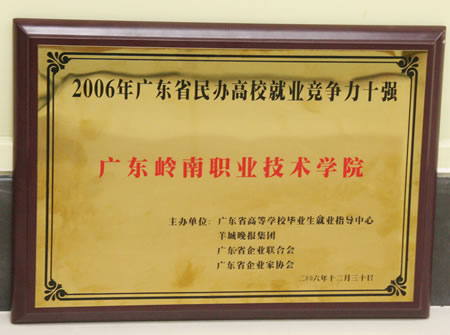 2006年广东省民办高校就业竞争力十强
广东岭南职业技术学院
主办单位：广东省高等学校毕业生就业指导中心
羊城晚报集团
广东省企业联合会
广东省企业家协会
二〇〇六年十二月三十日